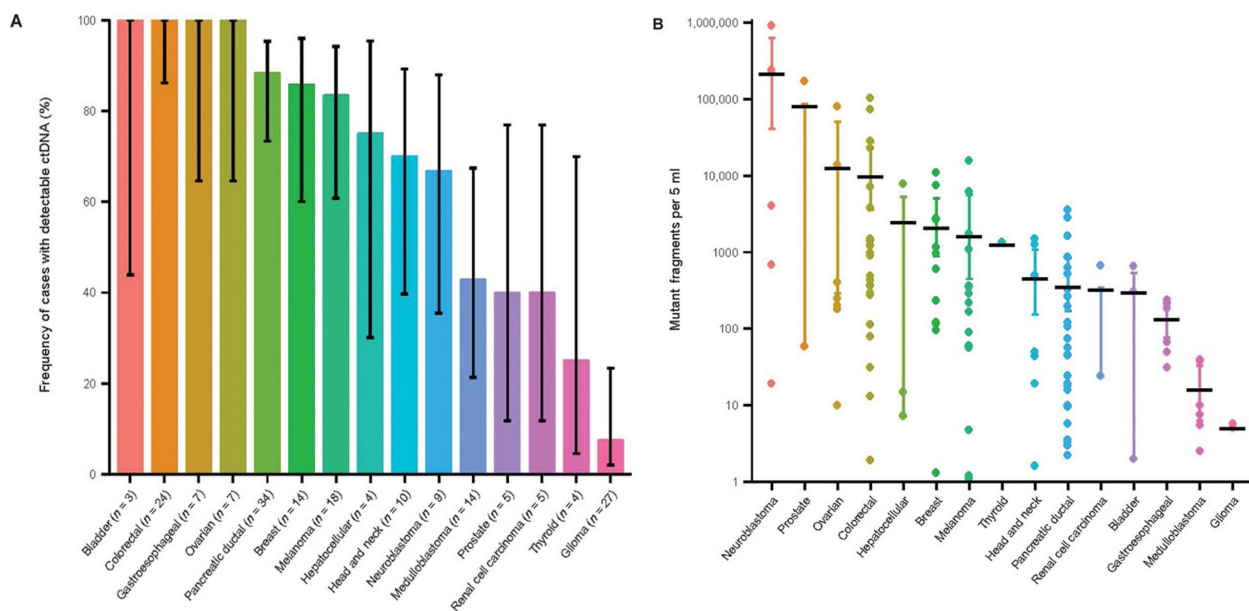 A
Frequency of cases with detectable ctDNA (%)
100
80
60
40
20
0
Bladder (n = 3)
Colorectal (n = 24)
Gastroesophageal (n = 7)
Ovarian (n = 7)
Pancreatic ductal (n = 34)
Breast (n = 14)
Melanoma (n = 18)
Hepatocellular (n = 4)
Head and neck (n = 10)
Neuroblastoma (n = 9)
Medulloblastoma (n = 14)
Prostate (n = 5)
Renal cell carcinoma (n = 5)
Thyroid (n = 4)
Glioma (n = 27)
B
Mutant fragments per 5 ml
1,000,000
100,000
10,000
1000
100
10
1
Neuroblastoma
Prostate
Ovarian
Colorectal
Hepatocellular
Breast
Melanoma
Thyroid
Head and neck
Pancreatic ductal
Renal cell carcinoma
Bladder
Gastroesophageal
Medulloblastoma
Glioma